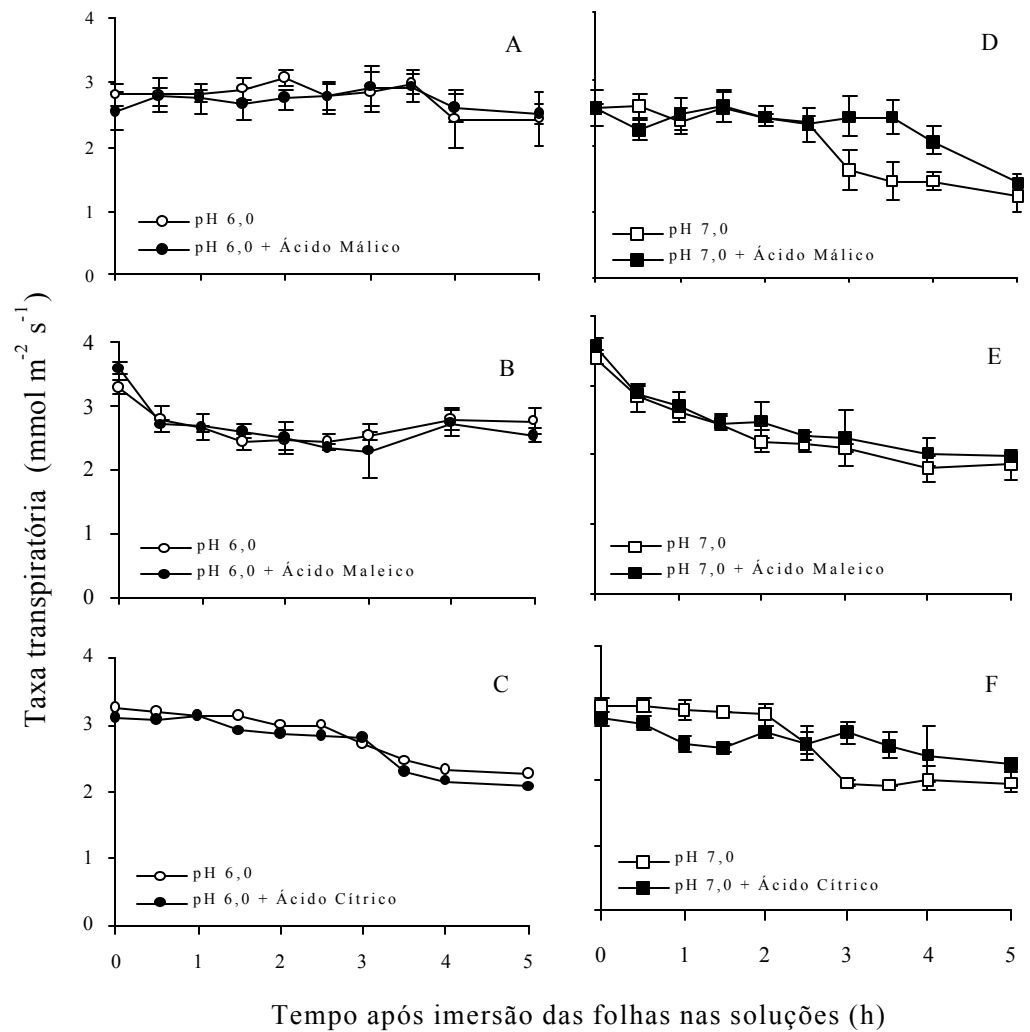 Taxa transpiratória (mmol m⁻² s⁻¹)
4
3
2
1
0
A
pH 6,0
pH 6,0 + Ácido Málico
D
pH 7,0
pH 7,0 + Ácido Málico
4
3
2
1
0
B
pH 6,0
pH 6,0 + Ácido Maleico
E
pH 7,0
pH 7,0 + Ácido Maleico
4
3
2
1
0
C
pH 6,0
pH 6,0 + Ácido Cítrico
0 1 2 3 4 5
F
pH 7,0
pH 7,0 + Ácido Cítrico
0 1 2 3 4 5
Tempo após imersão das folhas nas soluções (h)